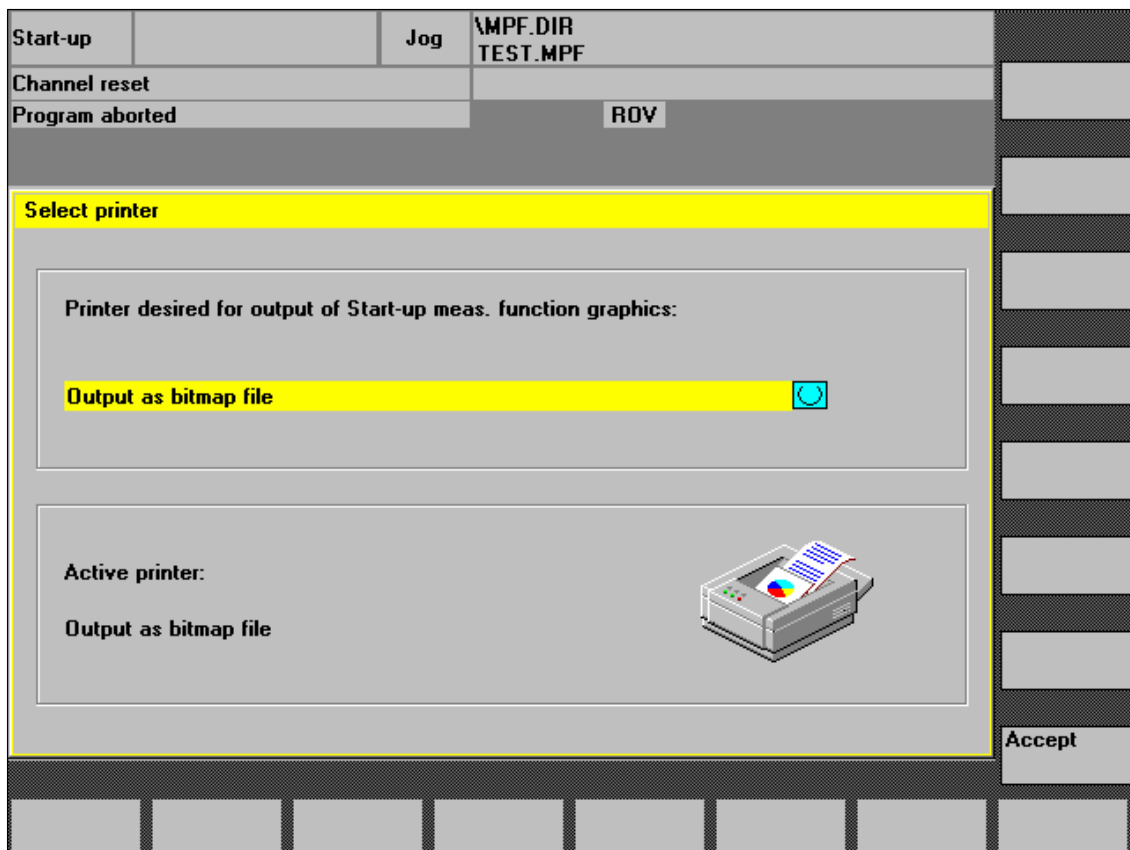 Start-up
Jog
\MPF.DIR
TEST.MPF
Channel reset
Program aborted
ROV
Select printer
Printer desired for output of Start-up meas. function graphics:
Output as bitmap file
Active printer:
Output as bitmap file
Accept